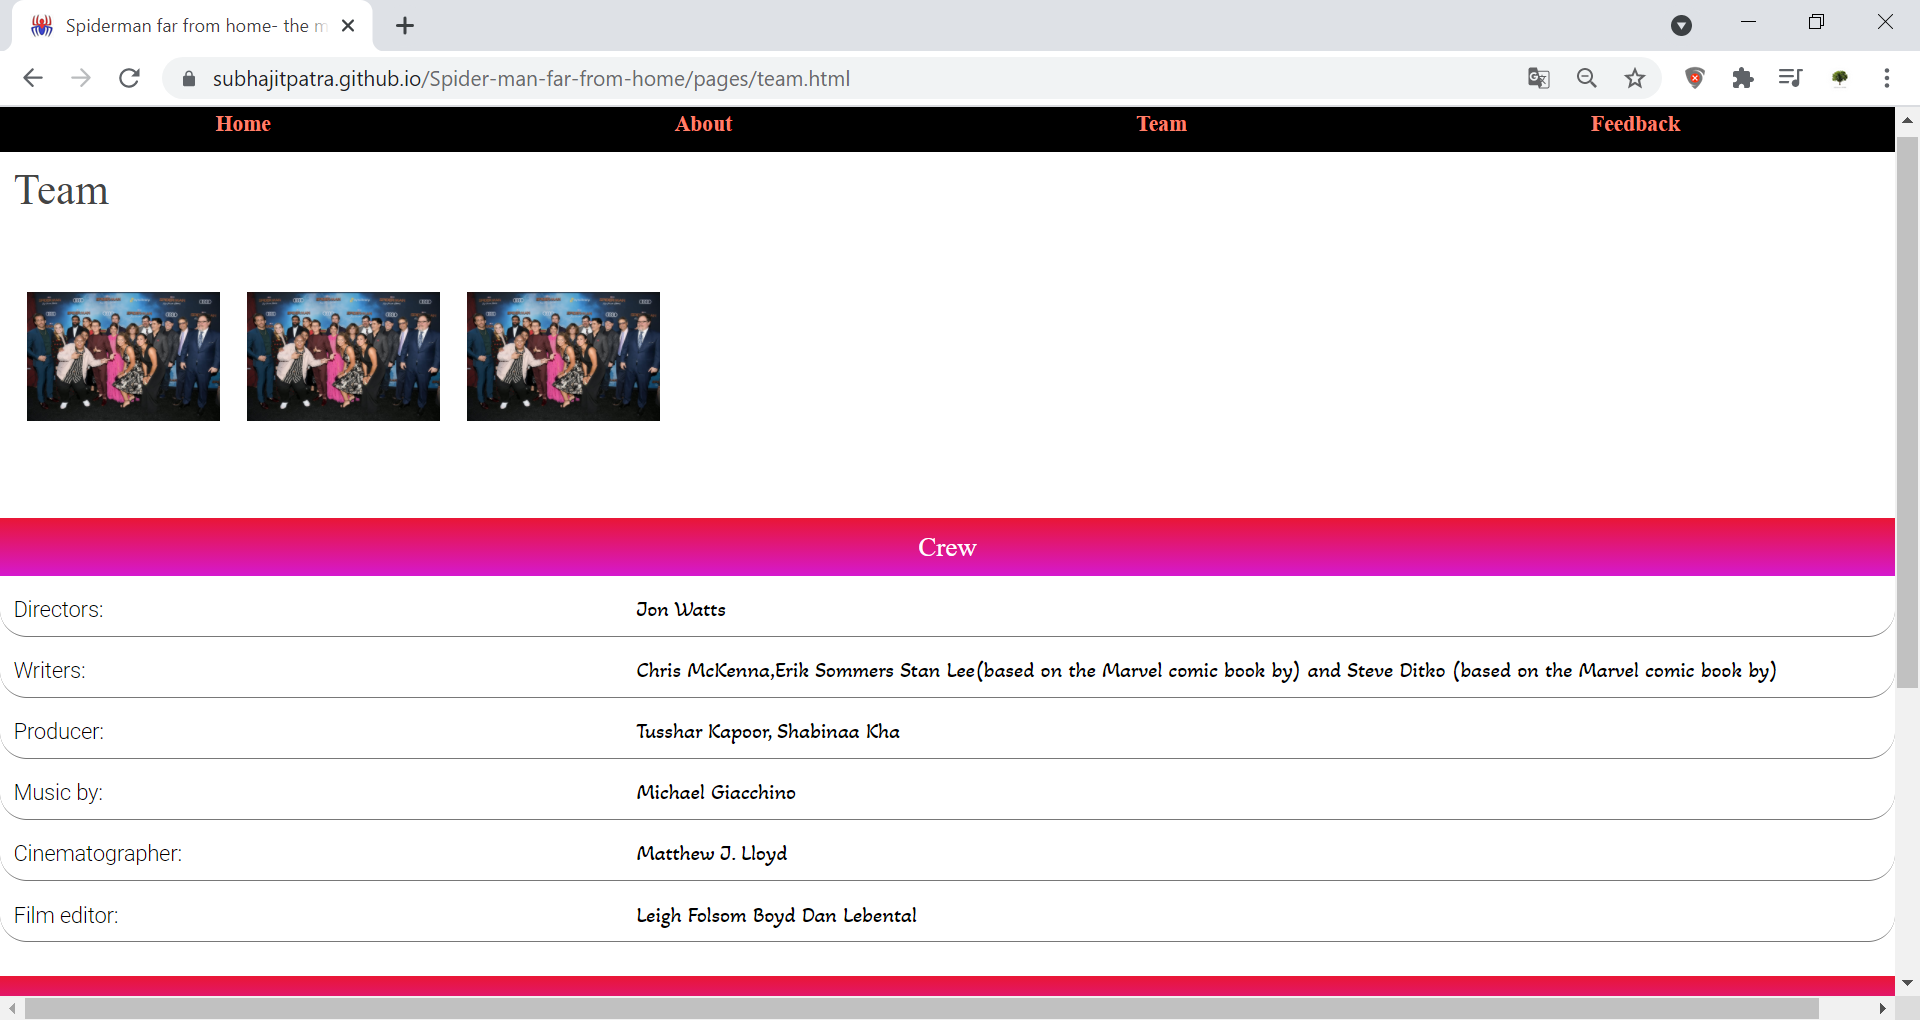 Spiderman far from home- the m
subhajitpatra.github.io/Spider-man-far-from-home/pages/team.html
Home About Team Feedback
Team
Crew
Directors: Jon Watts
Writers: Chris McKenna,Erik Sommers Stan Lee(based on the Marvel comic book by) and Steve Ditko (based on the Marvel comic book by)
Producer: Tusshar Kapoor, Shabinaa Kha
Music by: Michael Giacchino
Cinematographer: Matthew J. Lloyd
Film editor: Leigh Folsom Boyd Dan Lebental